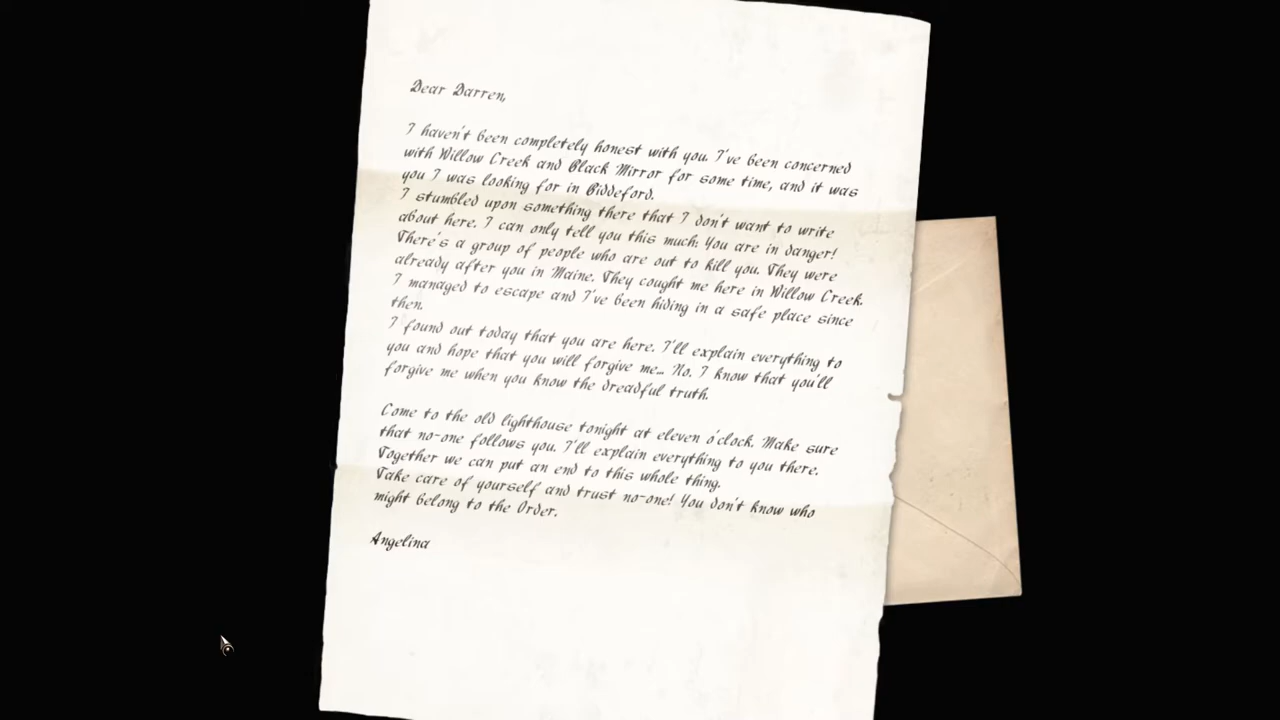 Dear Darren,
I haven't been completely honest with you. I've been concerned
with Willow Creek and Black Mirror for some time, and it was
you I was looking for in Biddeford.
I stumbled upon something there that I don't want to write
about here. I can only tell you this much: You are in danger!
There's a group of people who are out to kill you. They were
already after you in Maine. They caught me here in Willow Creek.
I managed to escape and I've been hiding in a safe place since
then.
I found out today that you are here. I'll explain everything to
you and hope that you will forgive me... No. I know that you'll
forgive me when you know the dreadful truth.
Come to the old lighthouse tonight at eleven o'clock. Make sure
that no-one follows you. I'll explain everything to you there.
Together we can put an end to this whole thing.
Take care of yourself and trust no-one! You don't know who
might belong to the Order.
Angelina